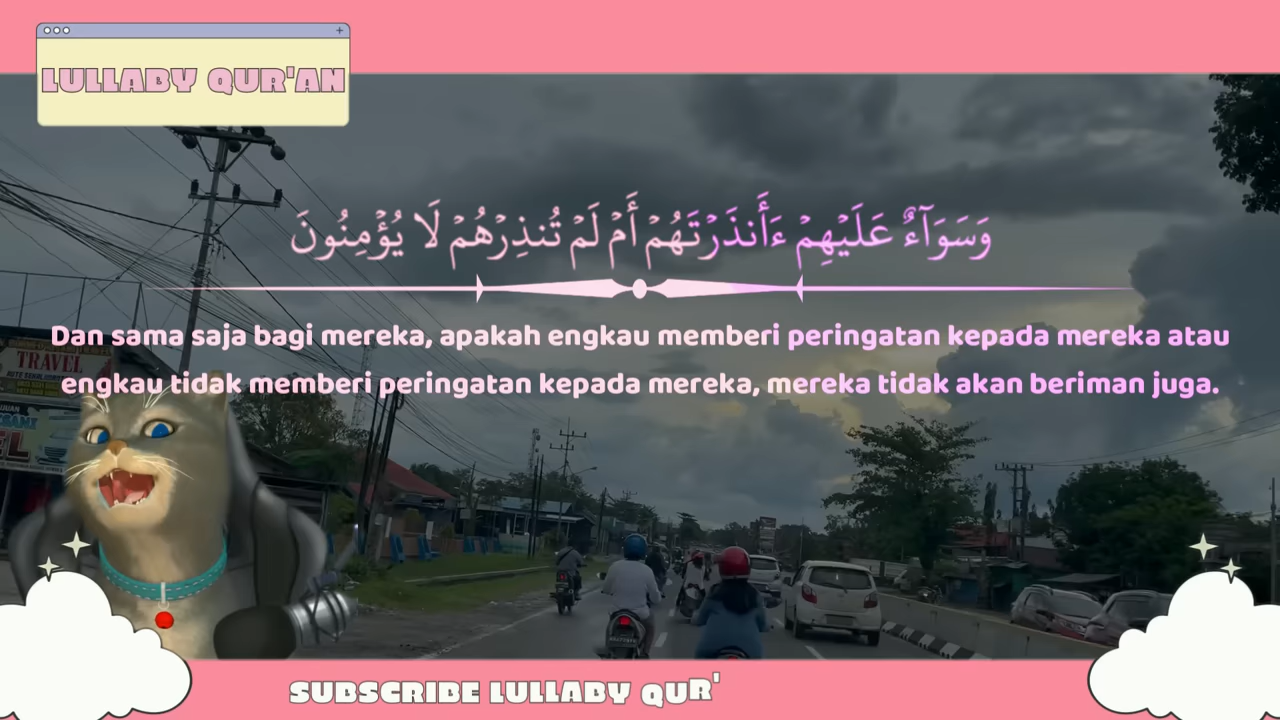 LULLABY QUR'AN
وَسَوَآءٌ عَلَيْهِمْ ءَأَنذَرْتَهُمْ أَمْ لَمْ تُنذِرْهُمْ لَا يُؤْمِنُونَ
Dan sama saja bagi mereka, apakah engkau memberi peringatan kepada mereka atau
engkau tidak memberi peringatan kepada mereka, mereka tidak akan beriman juga.
TRAVEL
SUBSCRIBE LULLABY QUR'